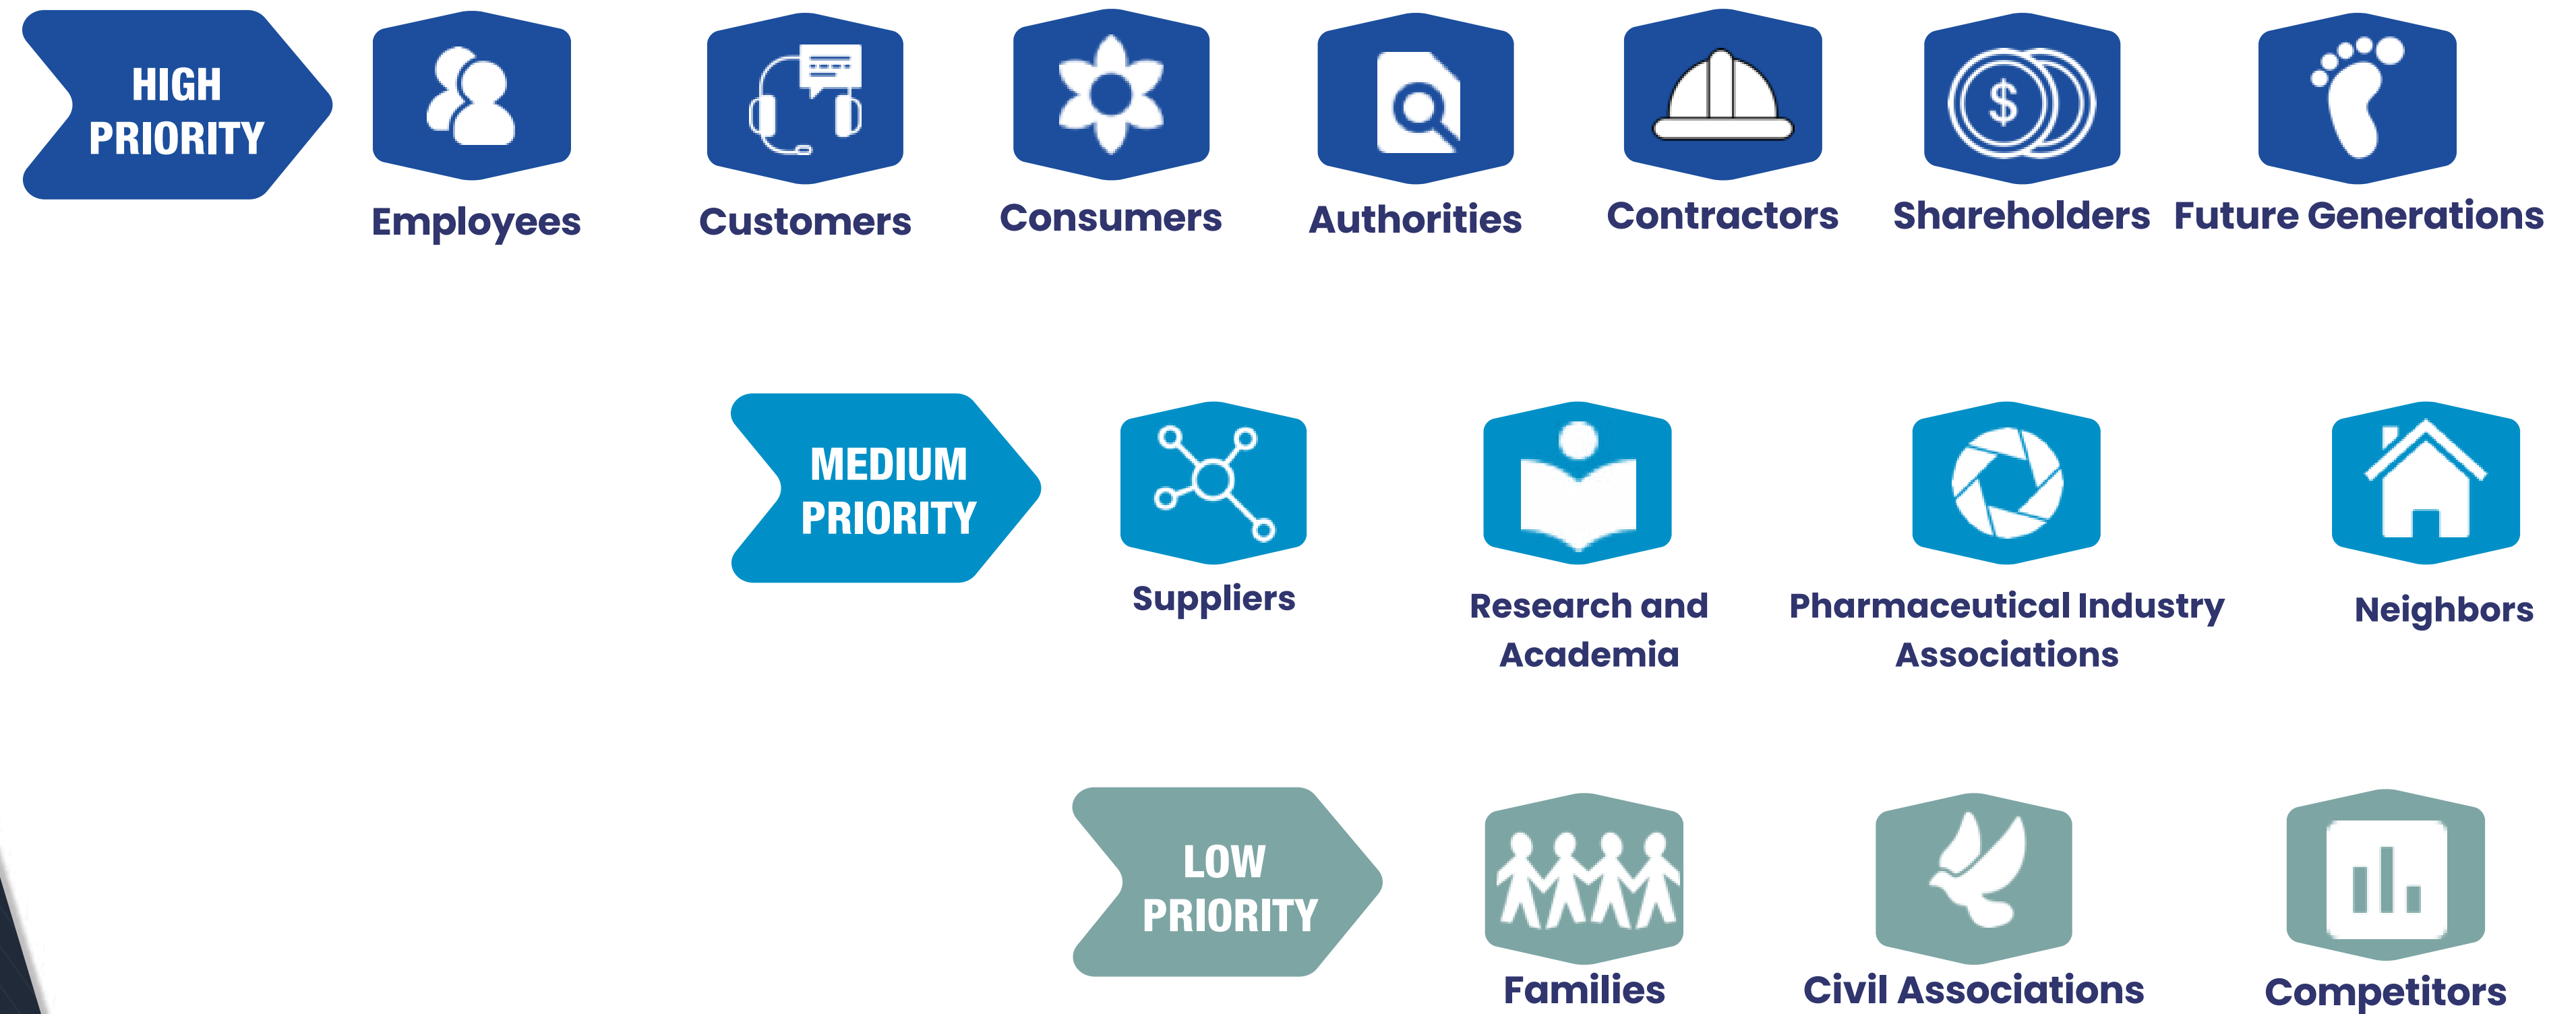 HIGH
PRIORITY
Employees
Customers
Consumers
Authorities
Contractors
Shareholders
Future Generations
MEDIUM
PRIORITY
Suppliers
Research and
Academia
Pharmaceutical Industry
Associations
Neighbors
LOW
PRIORITY
Families
Civil Associations
Competitors